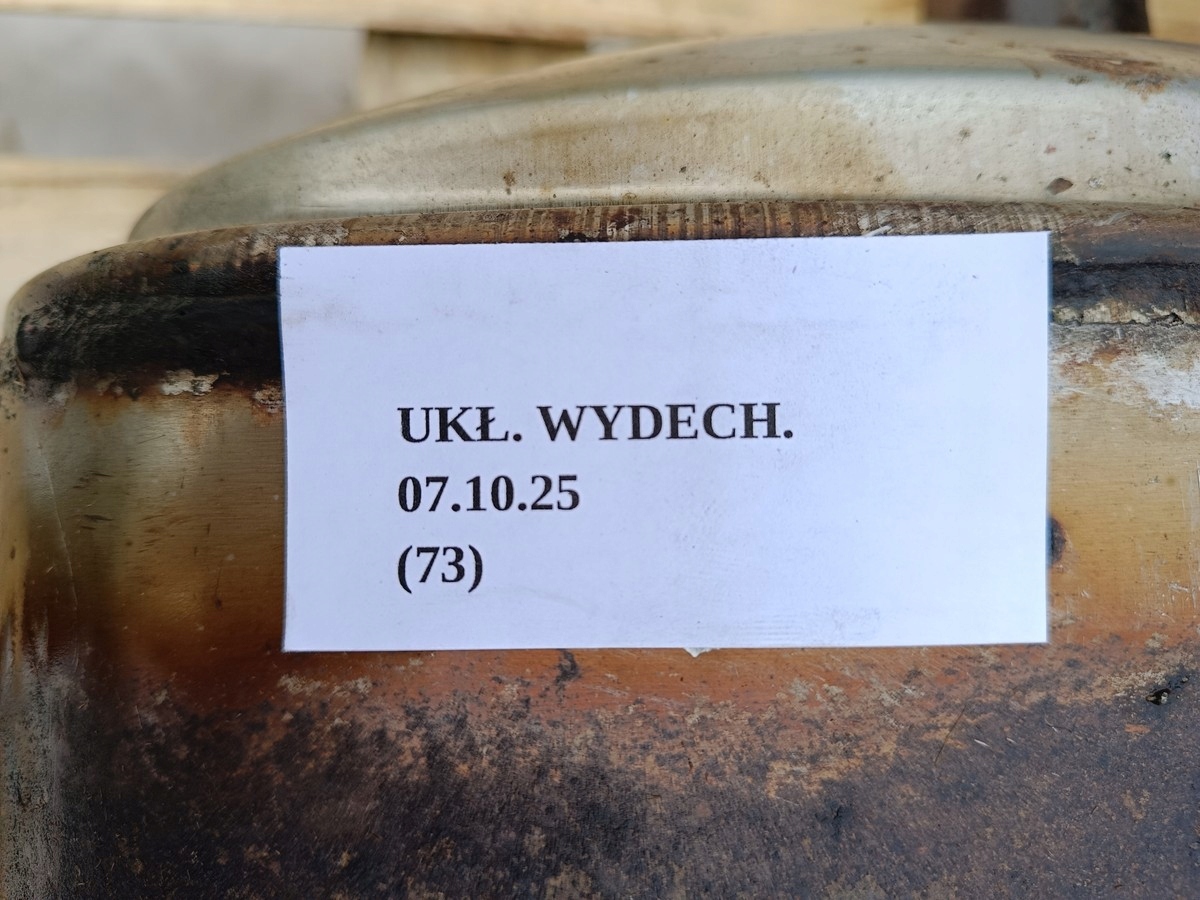 UKŁ. WYDECH.
07.10.25
(73)